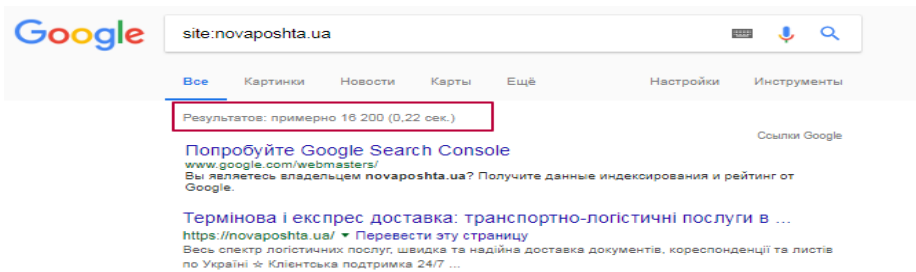 Google site:novaposhta.ua
Все Картинки Новости Карты Ещё Настройки Инструменты
Результатов: примерно 16 200 (0,22 сек.)
Ссылки Google
Попробуйте Google Search Console
www.google.com/webmasters/
Вы являетесь владельцем novaposhta.ua? Получите данные индексирования и рейтинг от
Google.
Термінова і експрес доставка: транспортно-логістичні послуги в ...
https://novaposhta.ua/ ▼ Перевести эту страницу
Весь спектр логістичних послуг, швидка та надійна доставка документів, кореспонденції та листів
по Україні ☆ Клієнтська подтримка 24/7 ...